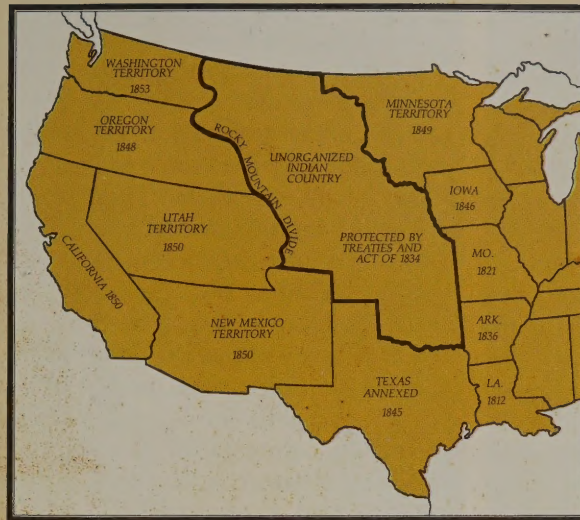 WASHINGTON
TERRITORY
1853
OREGON
TERRITORY
1848
ROCKY MOUNTAIN DIVIDE
UNORGANIZED
INDIAN
COUNTRY
MINNESOTA
TERRITORY
1849
IOWA
1846
UTAH
TERRITORY
1850
PROTECTED BY
TREATIES AND
ACT OF 1834
MO.
1821
CALIFORNIA 1850
NEW MEXICO
TERRITORY
1850
ARK.
1836
TEXAS
ANNEXED
1845
LA.
1812